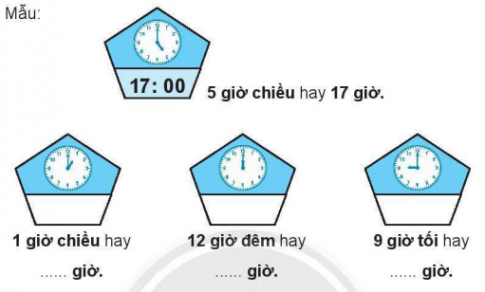 Mẫu:
17: 00
5 giờ chiều hay 17 giờ.
1 giờ chiều hay
12 giờ đêm hay
9 giờ tối hay
...... giờ.
...... giờ.
...... giờ.